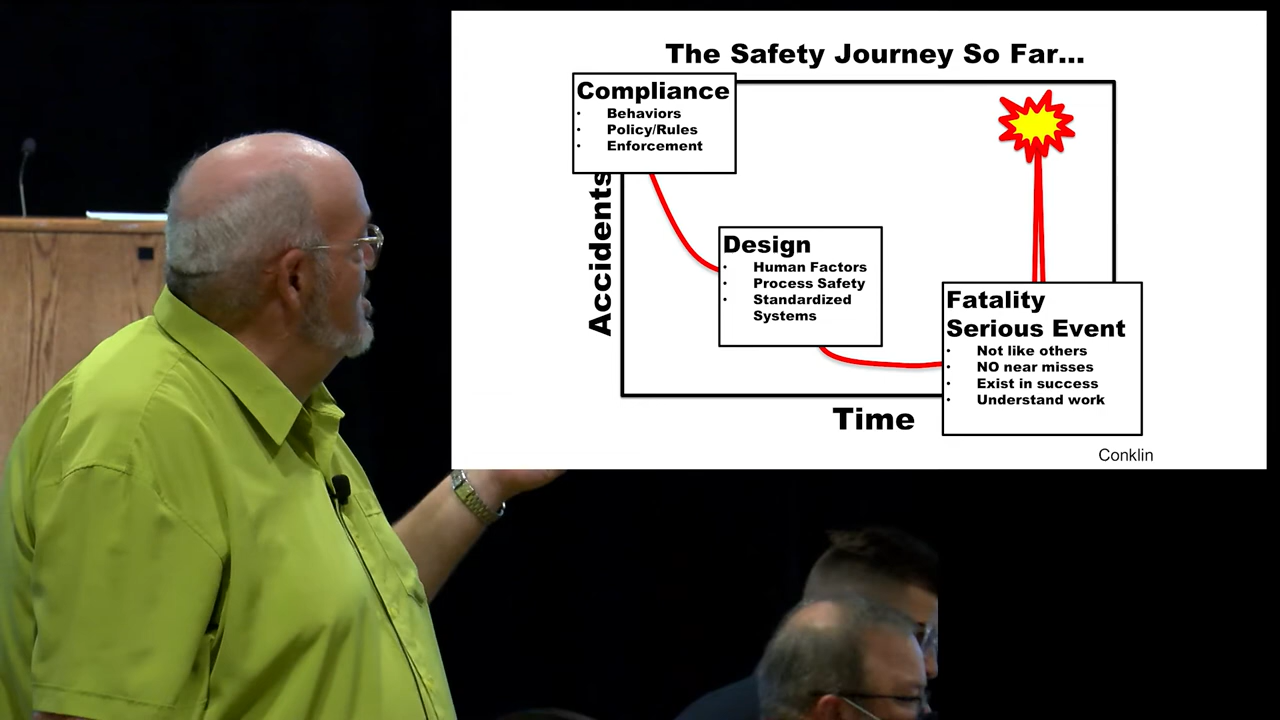 The Safety Journey So Far...
Compliance
• Behaviors
• Policy/Rules
• Enforcement
Accidents
Design
• Human Factors
• Process Safety
• Standardized
Systems
Fatality
Serious Event
• Not like others
• NO near misses
• Exist in success
• Understand work
Time
Conklin